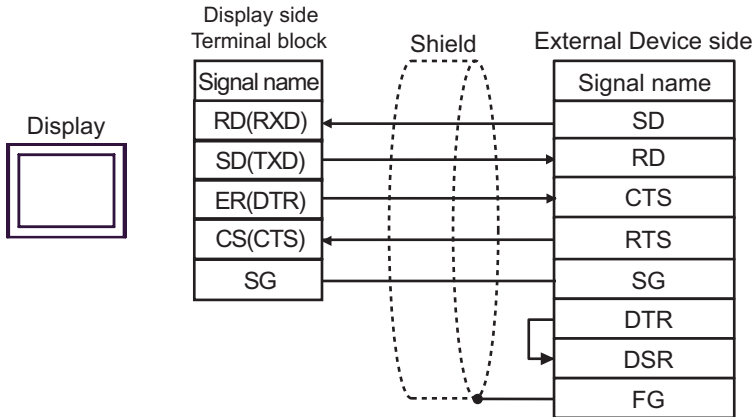 Display side
Terminal block
Shield
External Device side
Signal name
Signal name
Display
RD(RXD)
SD
SD(TXD)
RD
ER(DTR)
CTS
CS(CTS)
RTS
SG
SG
DTR
DSR
FG